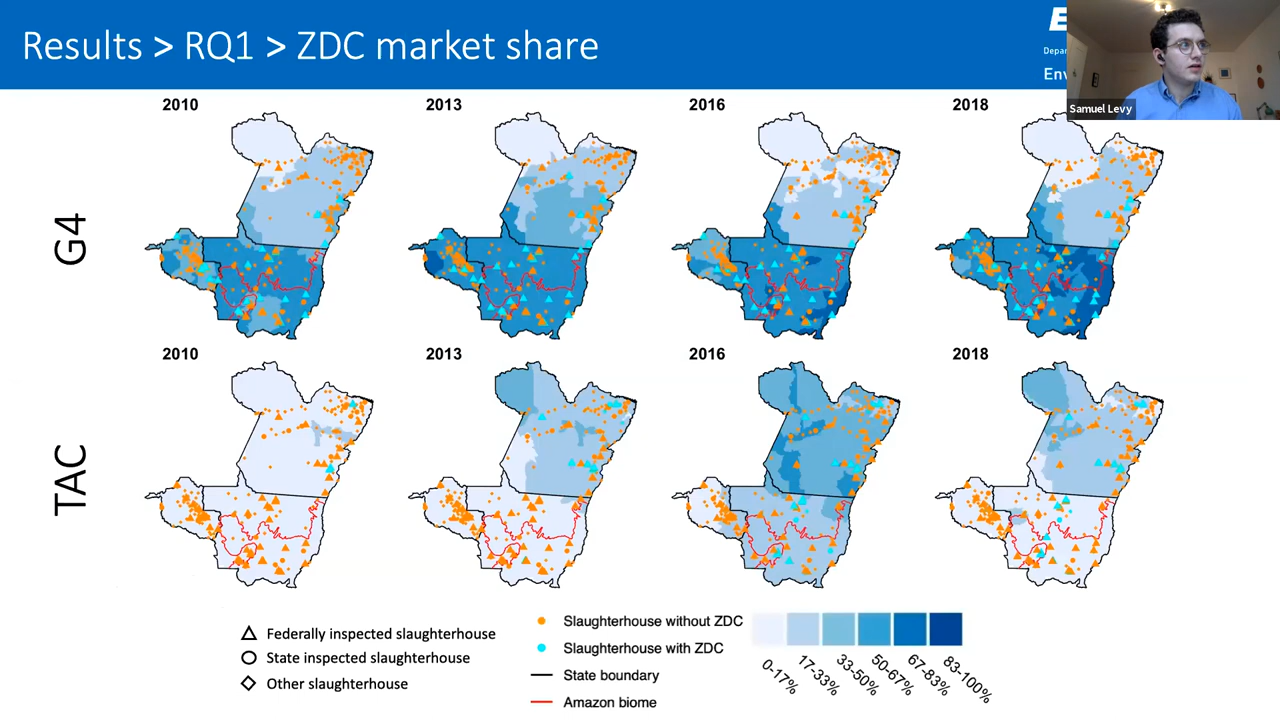 Results > RQ1 > ZDC market share
E
Depar
Env
Samuel Levy
2010
2013
2016
2018
G4
2010
2013
2016
2018
TAC
Federally inspected slaughterhouse
State inspected slaughterhouse
Other slaughterhouse
Slaughterhouse without ZDC
Slaughterhouse with ZDC
State boundary
Amazon biome
0-17%
17-33%
33-50%
50-67%
67-83%
83-100%